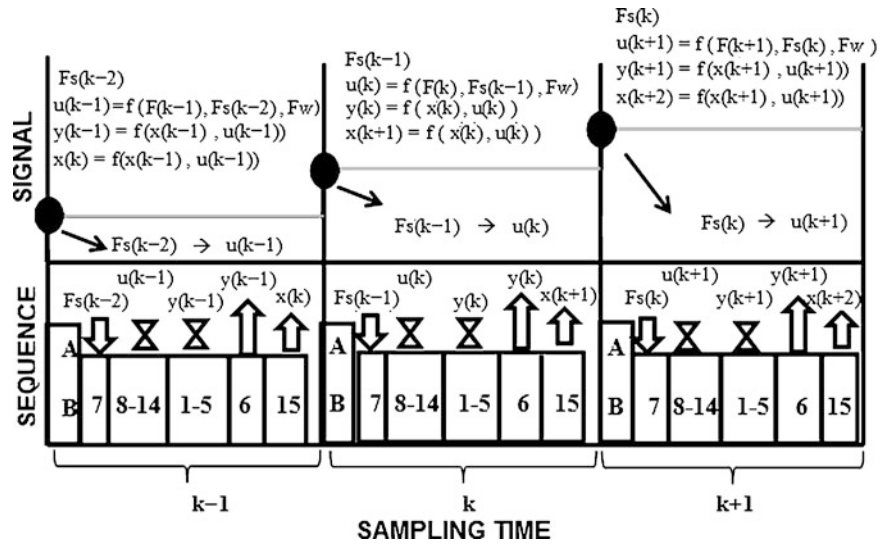 Fs(k−2)
u(k−1)=f(F(k−1),Fs(k−2),Fw)
y(k−1) = f(x(k−1) , u(k−1))
x(k) = f(x(k−1) , u(k−1))
Fs(k−1)
u(k) = f( F(k), Fs(k−1) , Fw)
y(k) = f( x(k), u(k) )
x(k+1) = f( x(k), u(k) )
Fs(k)
u(k+1) = f( F(k+1), Fs(k) , Fw )
y(k+1) = f(x(k+1) , u(k+1))
x(k+2) = f(x(k+1) , u(k+1))
SIGNAL
Fs(k−2) → u(k−1)
Fs(k−1) → u(k)
Fs(k) → u(k+1)
SEQUENCE
u(k−1) y(k−1)
Fs(k−2) y(k−1) x(k)
A
B 7 8-14 1-5 6 15
u(k) y(k)
Fs(k−1) y(k) x(k+1)
A
B 7 8-14 1-5 6 15
u(k+1) y(k+1)
Fs(k) y(k+1) x(k+2)
A
B 7 8-14 1-5 6 15
k−1 k k+1
SAMPLING TIME